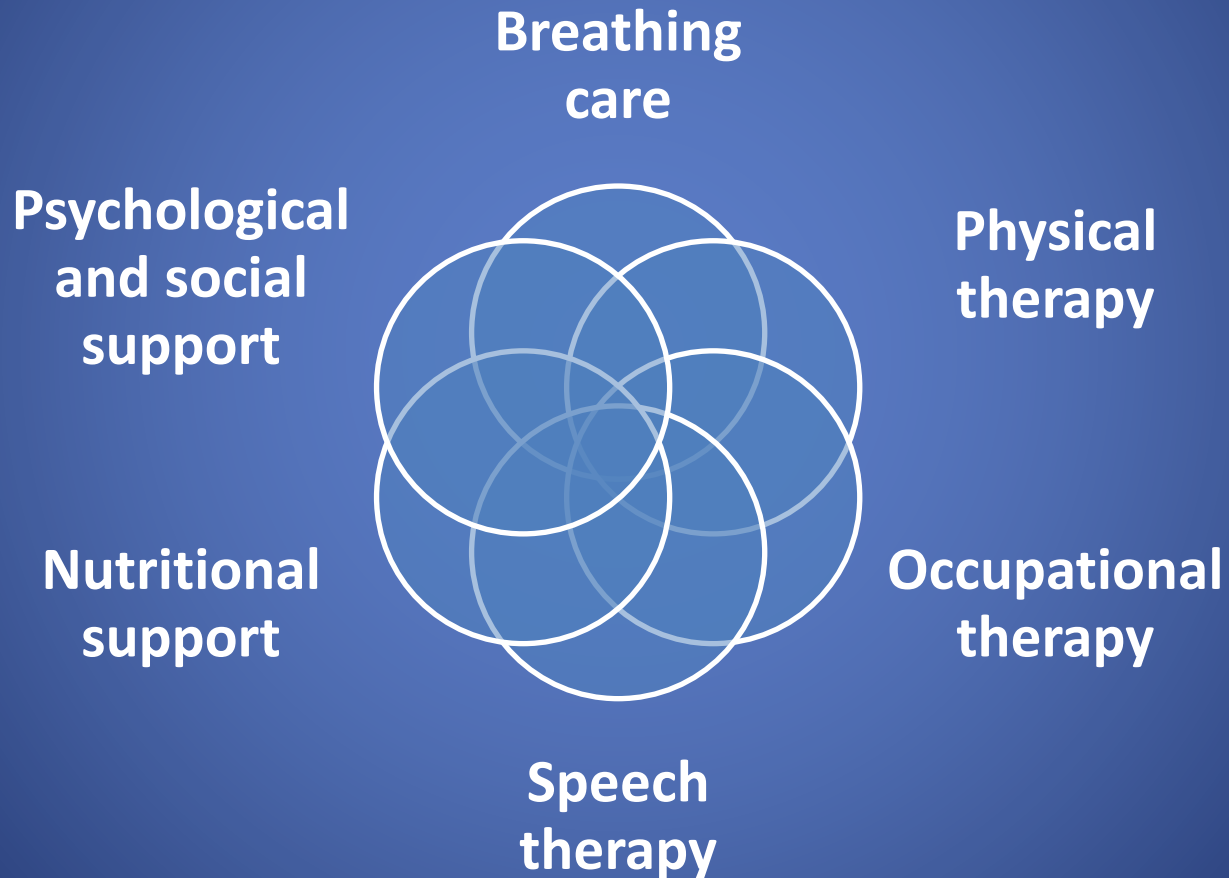 Breathing
care
Physical
therapy
Occupational
therapy
Speech
therapy
Nutritional
support
Psychological
and social
support